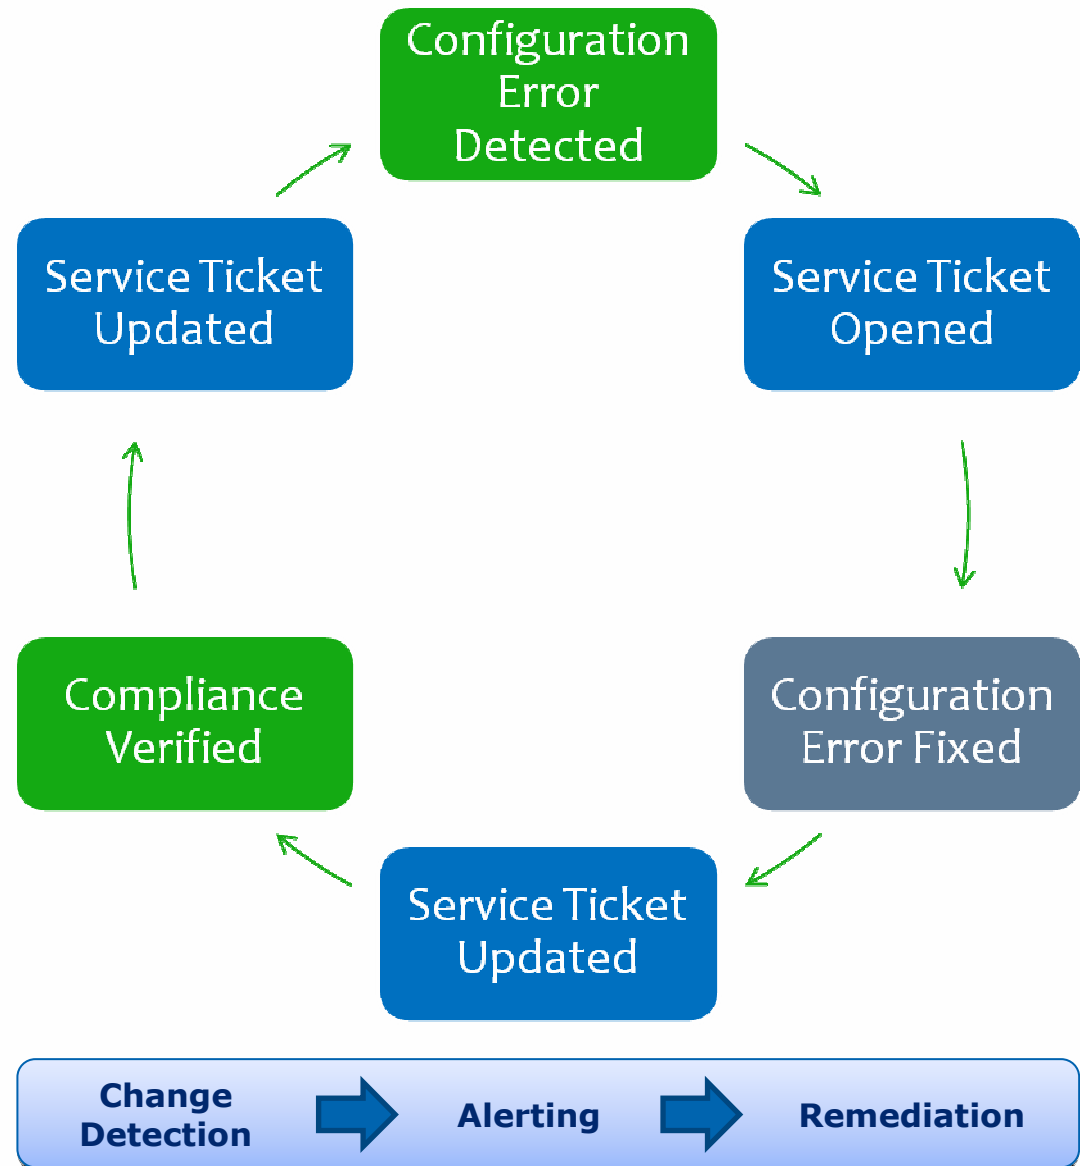 Configuration
Error
Detected
Service Ticket
Updated
Service Ticket
Opened
Compliance
Verified
Configuration
Error Fixed
Service Ticket
Updated
Change
Detection
Alerting
Remediation